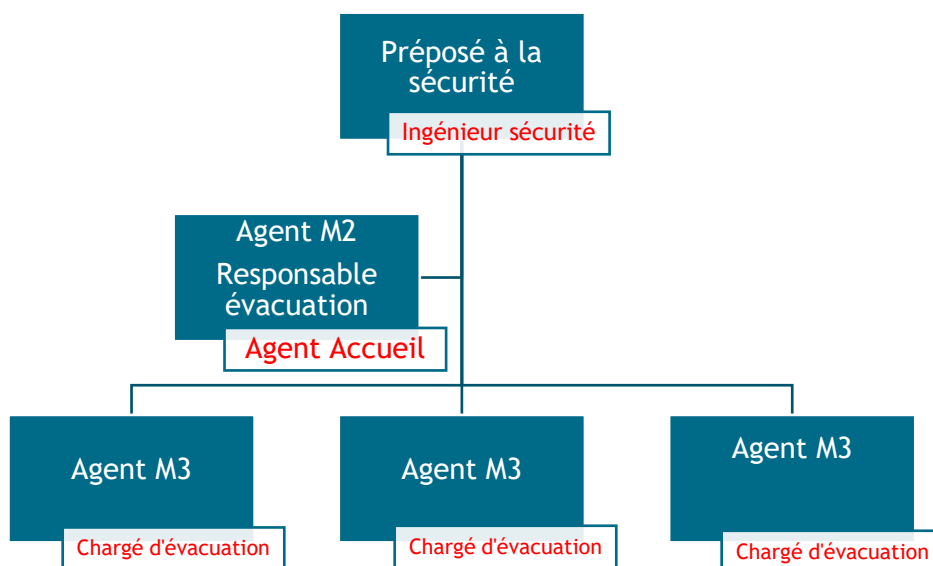 Préposé à la
sécurité
Ingénieur sécurité
Agent M2
Responsable
évacuation
Agent Accueil
Agent M3
Chargé d'évacuation
Agent M3
Chargé d'évacuation
Agent M3
Chargé d'évacuation